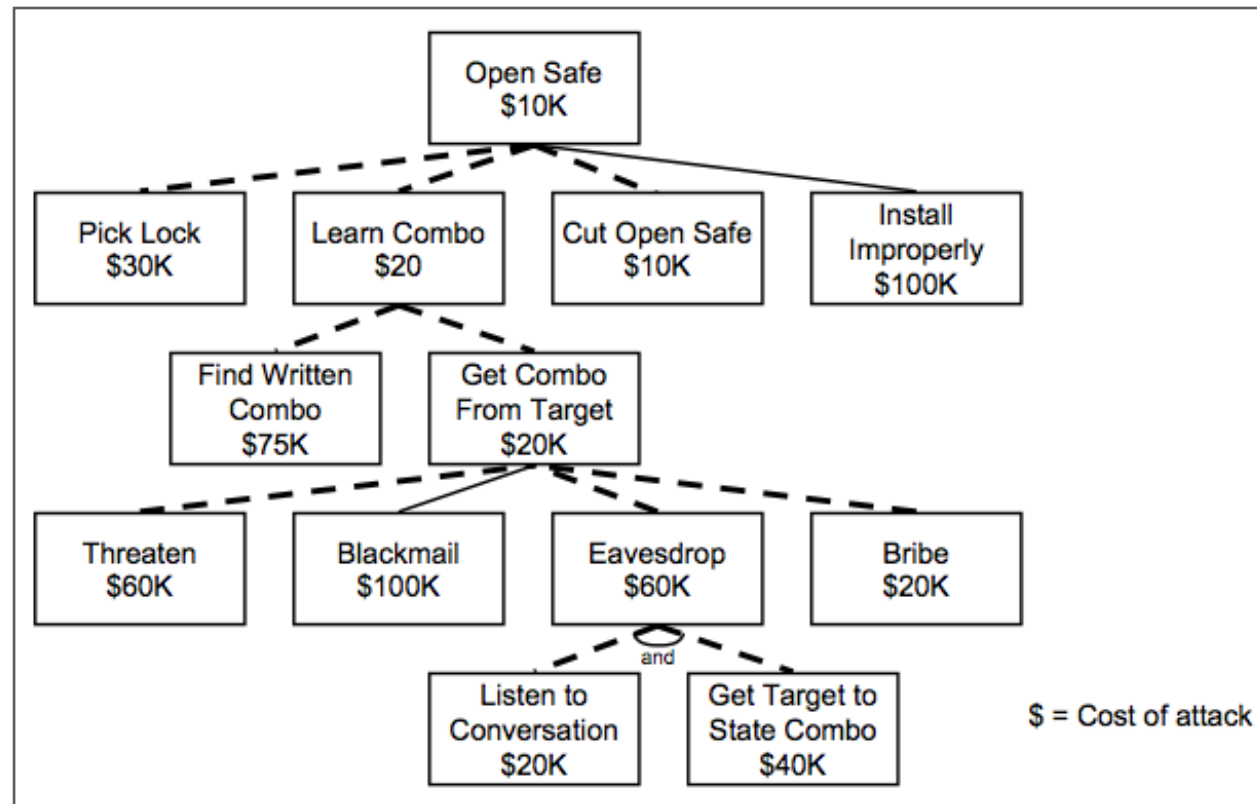 Open Safe
$10K
Pick Lock
$30K
Learn Combo
$20
Cut Open Safe
$10K
Install
Improperly
$100K
Find Written
Combo
$75K
Get Combo
From Target
$20K
Threaten
$60K
Blackmail
$100K
Eavesdrop
$60K
Bribe
$20K
and
Listen to
Conversation
$20K
Get Target to
State Combo
$40K
$ = Cost of attack